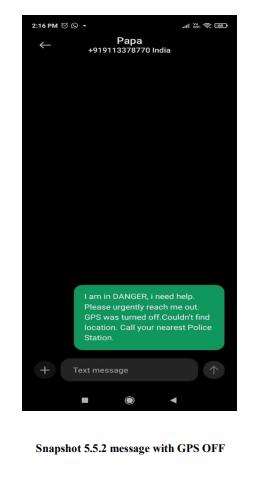 2:16 PM
Papa
+919113378770 India
I am in DANGER, i need help.
Please urgently reach me out.
GPS was turned off.Couldn't find
location. Call your nearest Police
Station.
Text message
Snapshot 5.5.2 message with GPS OFF